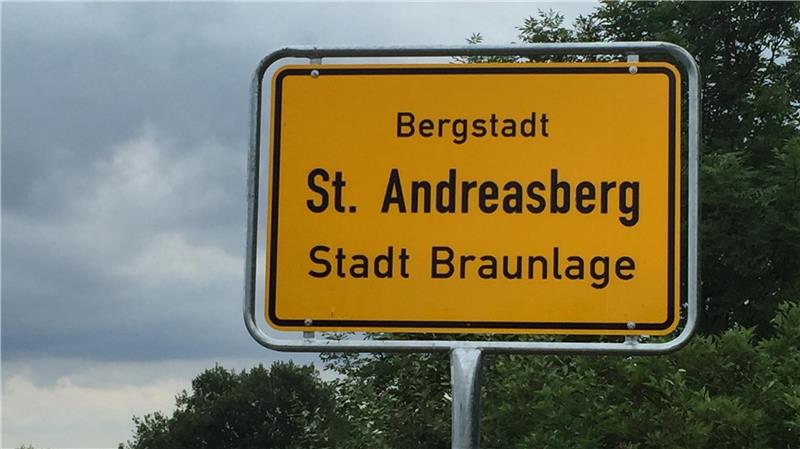 Bergstadt
St. Andreasberg
Stadt Braunlage